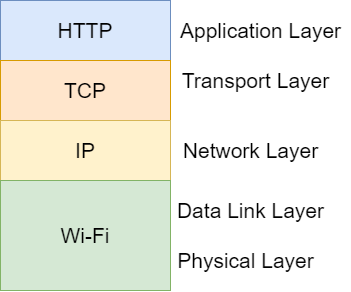 HTTP Application Layer
TCP Transport Layer
IP Network Layer
Data Link Layer
Wi-Fi
Physical Layer